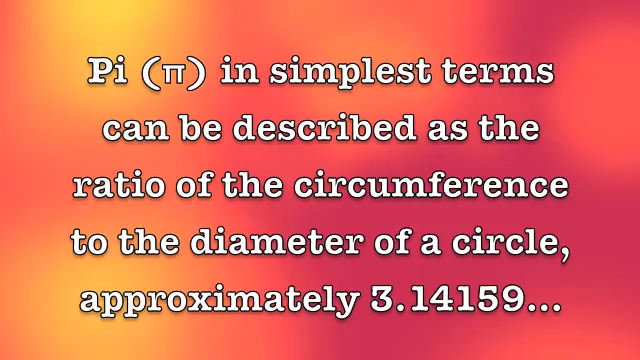 Pi (π) in simplest terms
can be described as the
ratio of the circumference
to the diameter of a circle,
approximately 3.14159...